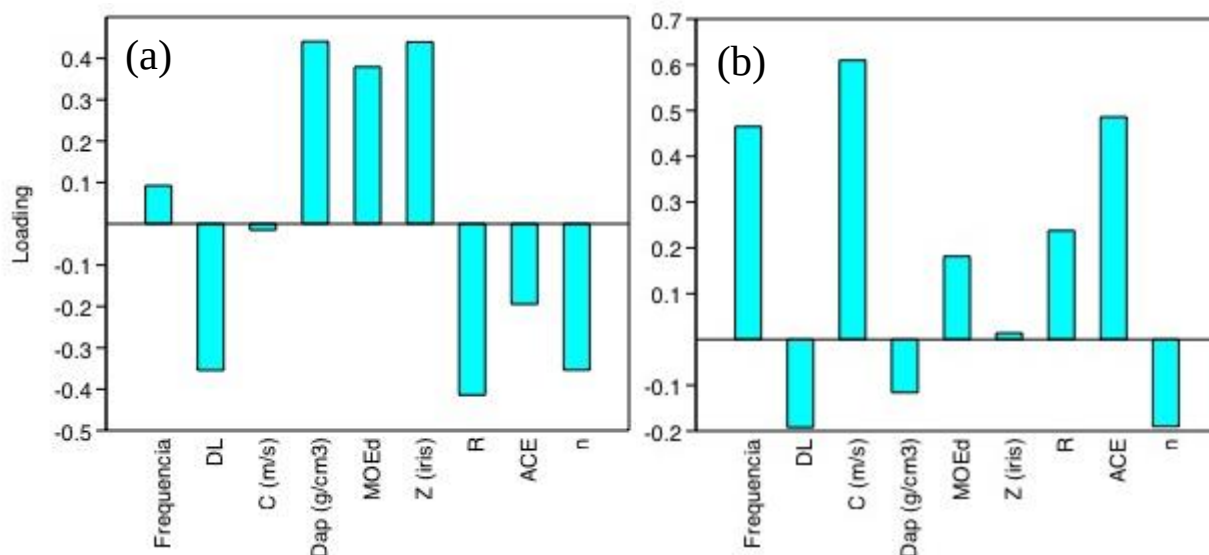 (a)
0.4
0.3
0.2
0.1
-0.1
-0.2
-0.3
-0.4
-0.5
Loading
Frequencia
DL
C (m/s)
Dap (g/cm3)
MOEd
Z (iris)
R
ACE
n
(b)
0.7
0.6
0.5
0.4
0.3
0.2
0.1
-0.1
-0.2
Frequencia
DL
C (m/s)
Dap (g/cm3)
MOEd
Z (iris)
R
ACE
n